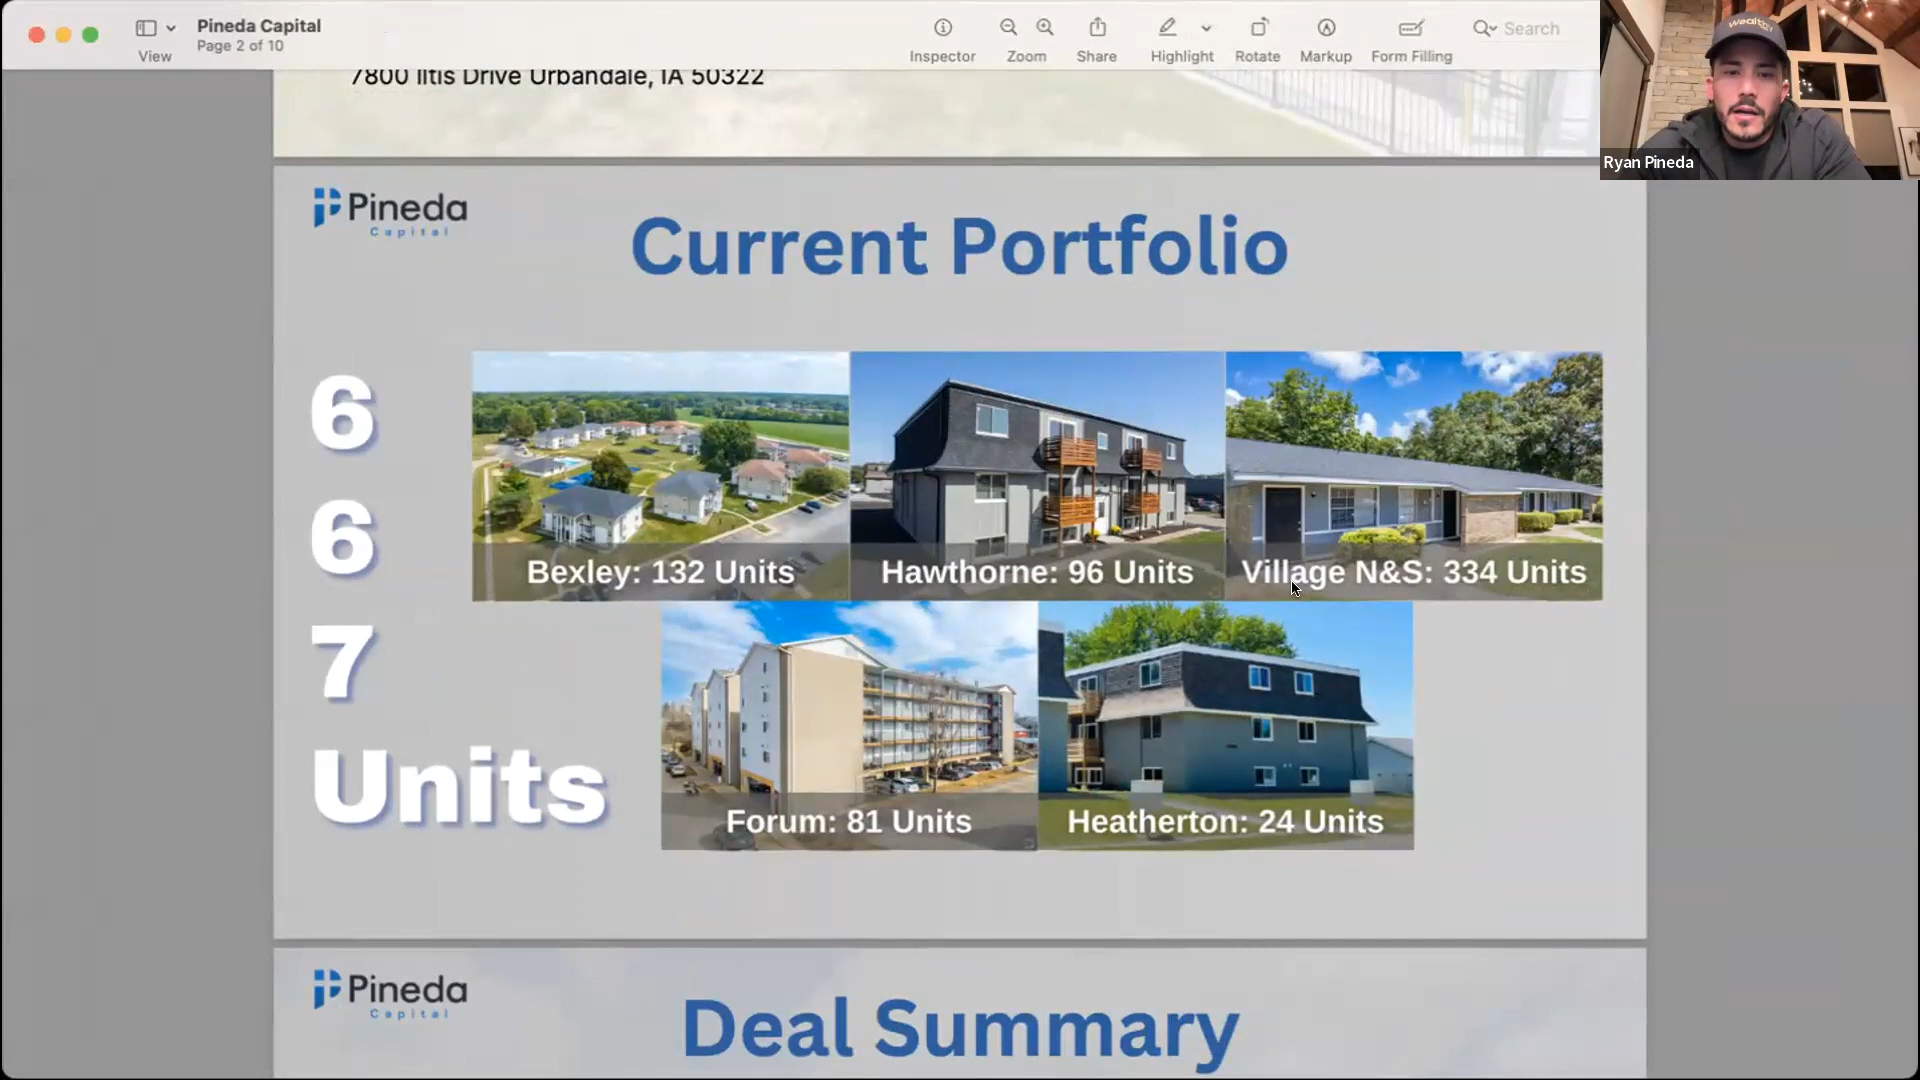 Pineda Capital
Page 2 of 10
View
Inspector
Zoom
Share
Highlight
Rotate
Markup
Form Filling
Search
wealthy
Ryan Pineda
7800 Iltis Drive Urbandale, IA 50322
Pineda
Capital
Current Portfolio
6
6
7
Units
Bexley: 132 Units
Hawthorne: 96 Units
Village N&S: 334 Units
Forum: 81 Units
Heatherton: 24 Units
Pineda
Capital
Deal Summary